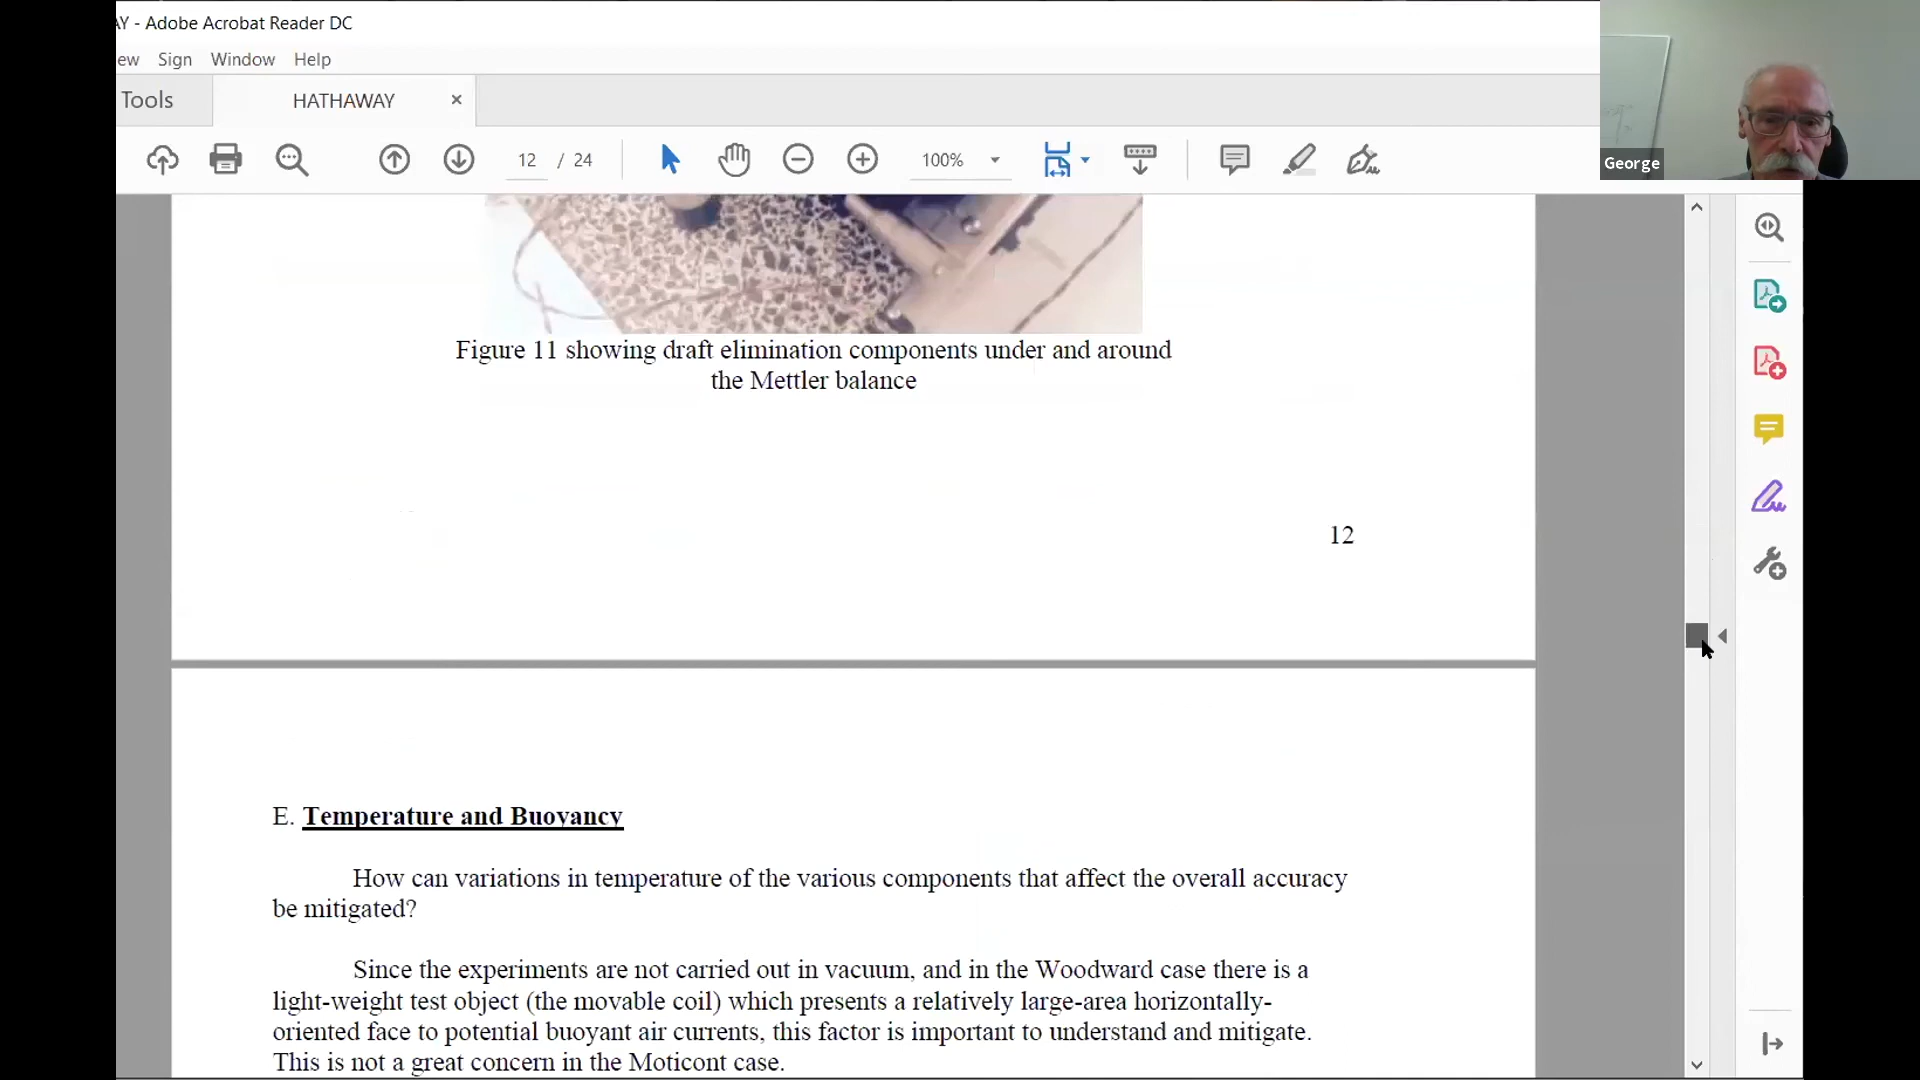 AY - Adobe Acrobat Reader DC
ew Sign Window Help
Tools HATHAWAY
12 / 24 100%
George
Figure 11 showing draft elimination components under and around
the Mettler balance
12
E. Temperature and Buoyancy
How can variations in temperature of the various components that affect the overall accuracy
be mitigated?
Since the experiments are not carried out in vacuum, and in the Woodward case there is a
light-weight test object (the movable coil) which presents a relatively large-area horizontally-
oriented face to potential buoyant air currents, this factor is important to understand and mitigate.
This is not a great concern in the Moticont case.